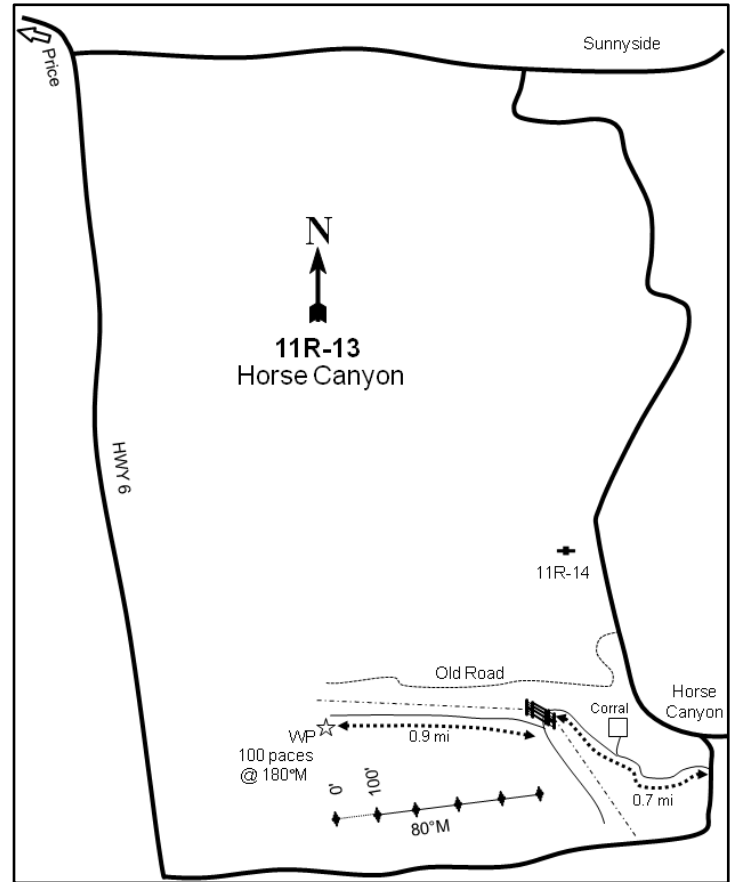 Sunnyside
Price
N
11R-13
Horse Canyon
HWY 6
11R-14
Old Road
Horse
Canyon
Corral
WP
100 paces
@ 180°M
0.9 mi
0.7 mi
0'
100'
80°M